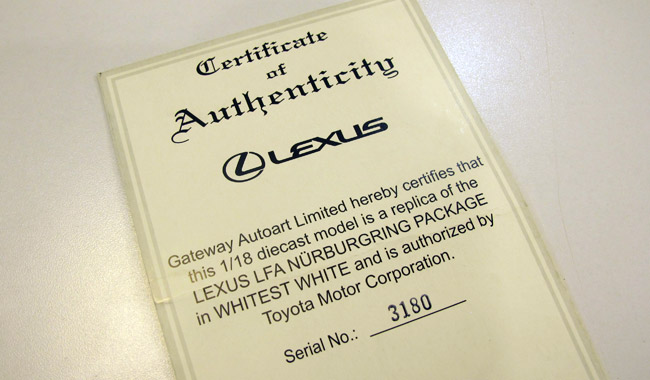 Certificate
of
Authenticity
LEXUS
Gateway Autoart Limited hereby certifies that
this 1/18 diecast model is a replica of the
LEXUS LFA NÜRBURGRING PACKAGE
in WHITEST WHITE and is authorized by
Toyota Motor Corporation.
Serial No.: 3180